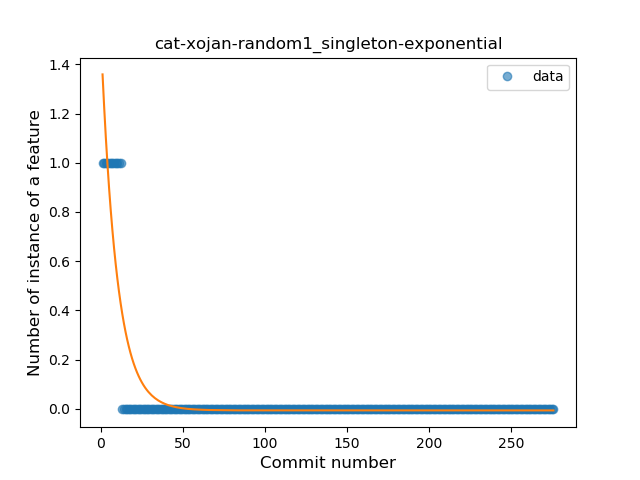 cat-xojan-random1_singleton-exponential
data
Number of instance of a feature
1.4
1.2
1.0
0.8
0.6
0.4
0.2
0.0
0 50 100 150 200 250
Commit number